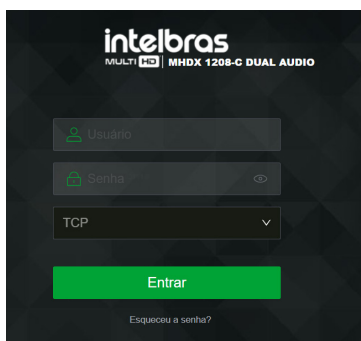 intelbras
MULTI HD | MHDX 1208-C DUAL AUDIO
Usuário
Senha
TCP
Entrar
Esqueceu a senha?